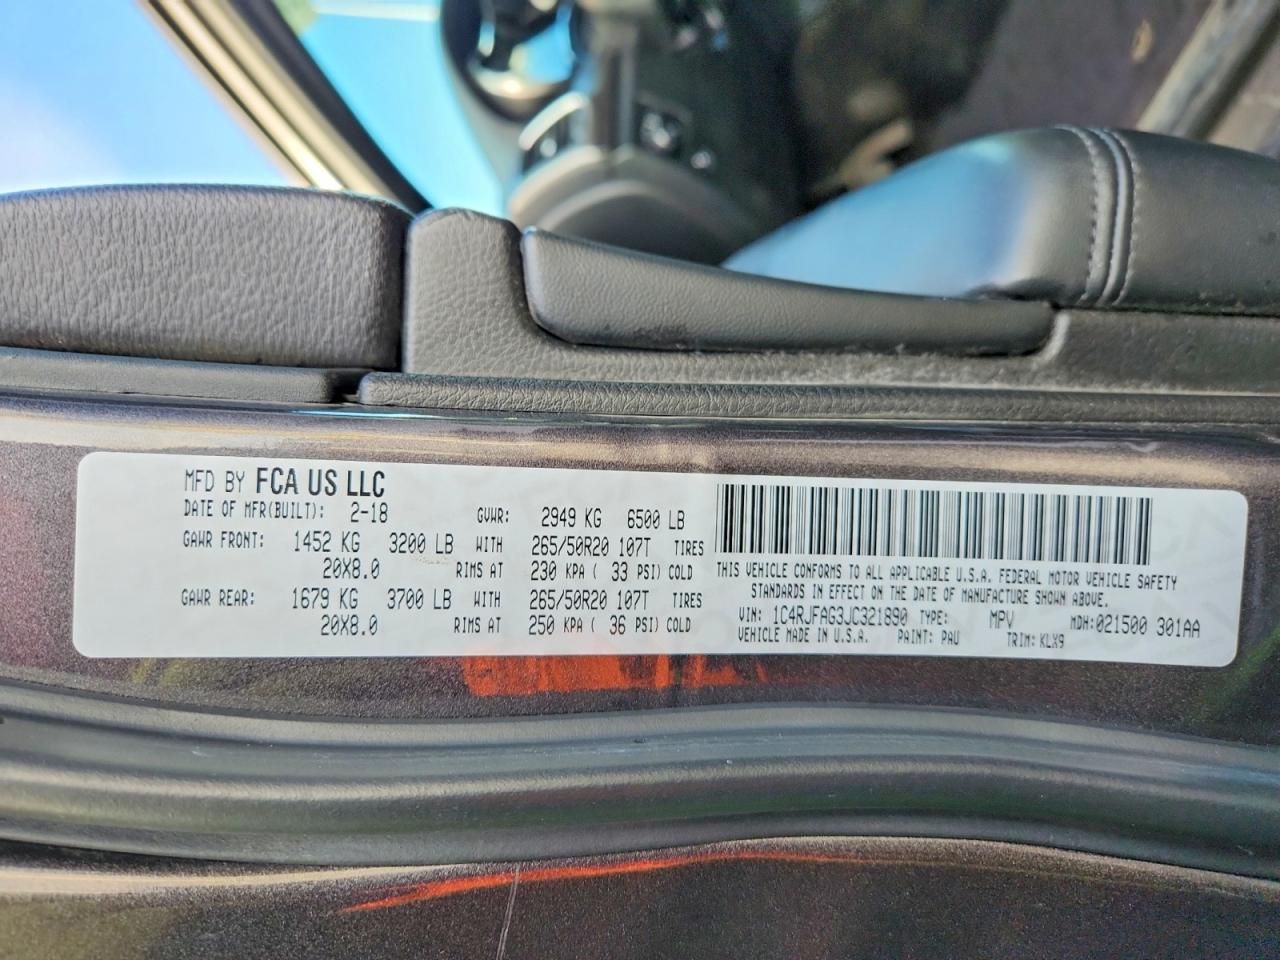 MFD BY FCA US LLC
DATE OF MFR(BUILT): 2-18 GVWR: 2949 KG 6500 LB
GAWR FRONT: 1452 KG 3200 LB WITH 265/50R20 107T TIRES
20X8.0 RIMS AT 230 KPA ( 33 PSI) COLD
GAWR REAR: 1679 KG 3700 LB WITH 265/50R20 107T TIRES
20X8.0 RIMS AT 250 KPA ( 36 PSI) COLD
THIS VEHICLE CONFORMS TO ALL APPLICABLE U.S.A. FEDERAL MOTOR VEHICLE SAFETY
STANDARDS IN EFFECT ON THE DATE OF MANUFACTURE SHOWN ABOVE.
VIN: 1C4RJFAG3JC321890 TYPE: MPV MDH:021500 301AA
VEHICLE MADE IN U.S.A. PAINT: PAU TRIM: KLX9